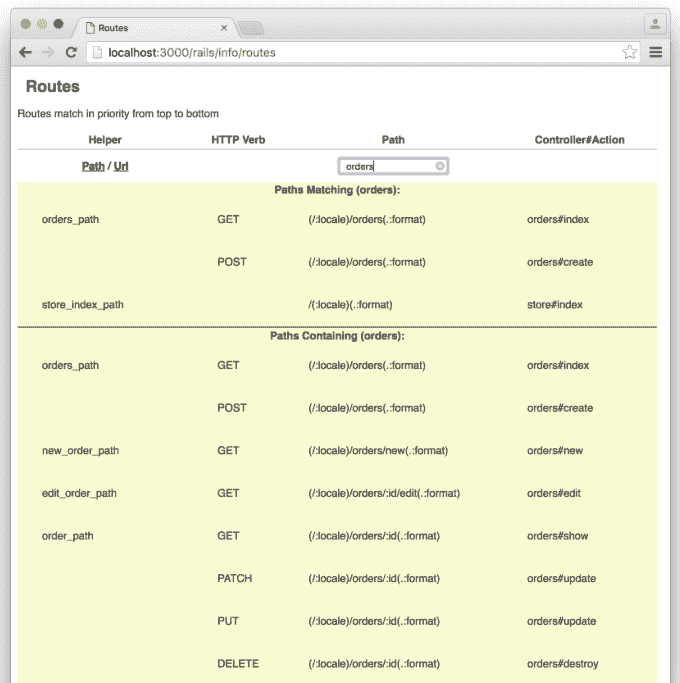 Routes
localhost:3000/rails/info/routes
Routes
Routes match in priority from top to bottom
Helper HTTP Verb Path Controller#Action
Path / Url orders
Paths Matching (orders):
orders_path GET (/:locale)/orders(.:format) orders#index
POST (/:locale)/orders(.:format) orders#create
store_index_path /(:locale)(.:format) store#index
Paths Containing (orders):
orders_path GET (/:locale)/orders(.:format) orders#index
POST (/:locale)/orders(.:format) orders#create
new_order_path GET (/:locale)/orders/new(.:format) orders#new
edit_order_path GET (/:locale)/orders/:id/edit(.:format) orders#edit
order_path GET (/:locale)/orders/:id(.:format) orders#show
PATCH (/:locale)/orders/:id(.:format) orders#update
PUT (/:locale)/orders/:id(.:format) orders#update
DELETE (/:locale)/orders/:id(.:format) orders#destroy